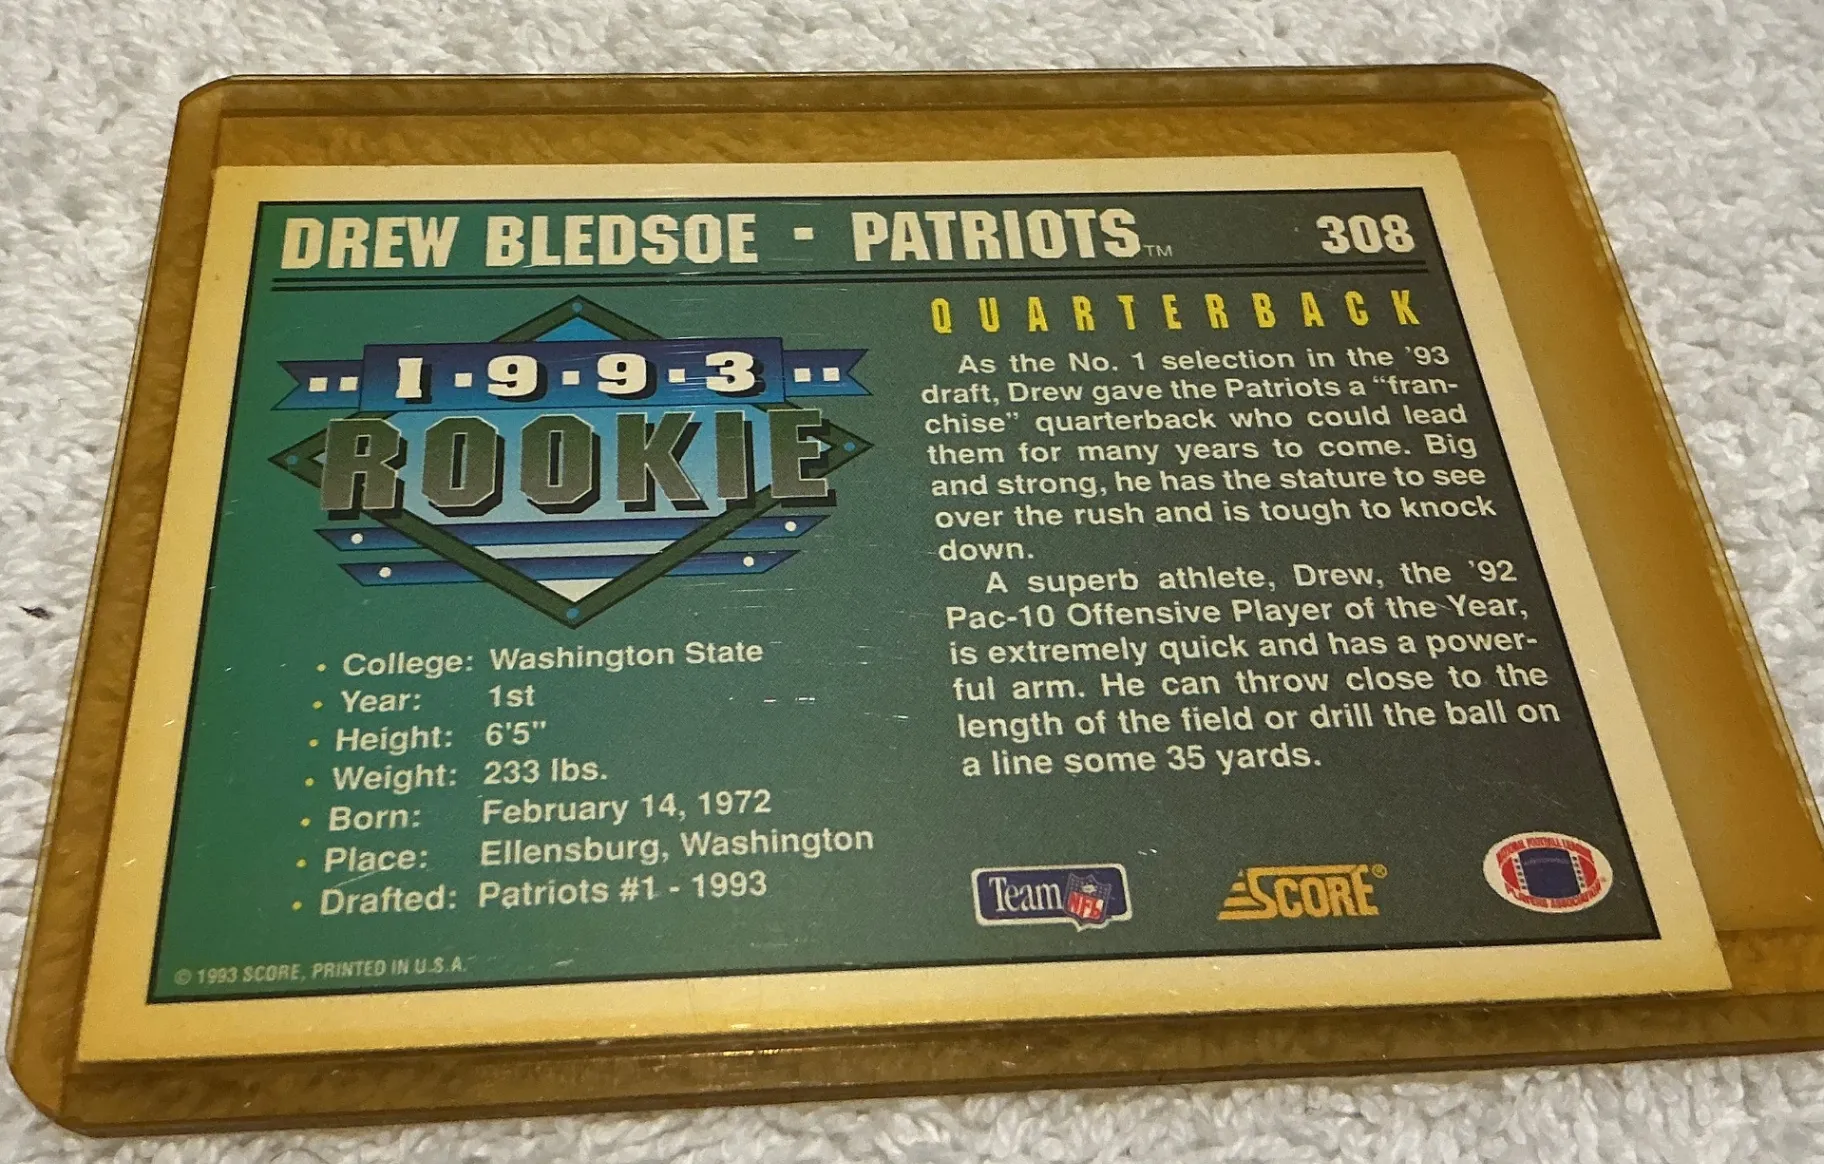 DREW BLEDSOE · PATRIOTS™ 308
1·9·9·3
ROOKIE
• College: Washington State
• Year: 1st
• Height: 6'5"
• Weight: 233 lbs.
• Born: February 14, 1972
• Place: Ellensburg, Washington
• Drafted: Patriots #1 - 1993
© 1993 SCORE, PRINTED IN U.S.A.
QUARTERBACK
As the No. 1 selection in the '93
draft, Drew gave the Patriots a “fran-
chise” quarterback who could lead
them for many years to come. Big
and strong, he has the stature to see
over the rush and is tough to knock
down.
A superb athlete, Drew, the '92
Pac-10 Offensive Player of the Year,
is extremely quick and has a power-
ful arm. He can throw close to the
length of the field or drill the ball on
a line some 35 yards.
Team NFL
SCORE®
NATIONAL FOOTBALL LEAGUE
PLAYERS ASSOCIATION